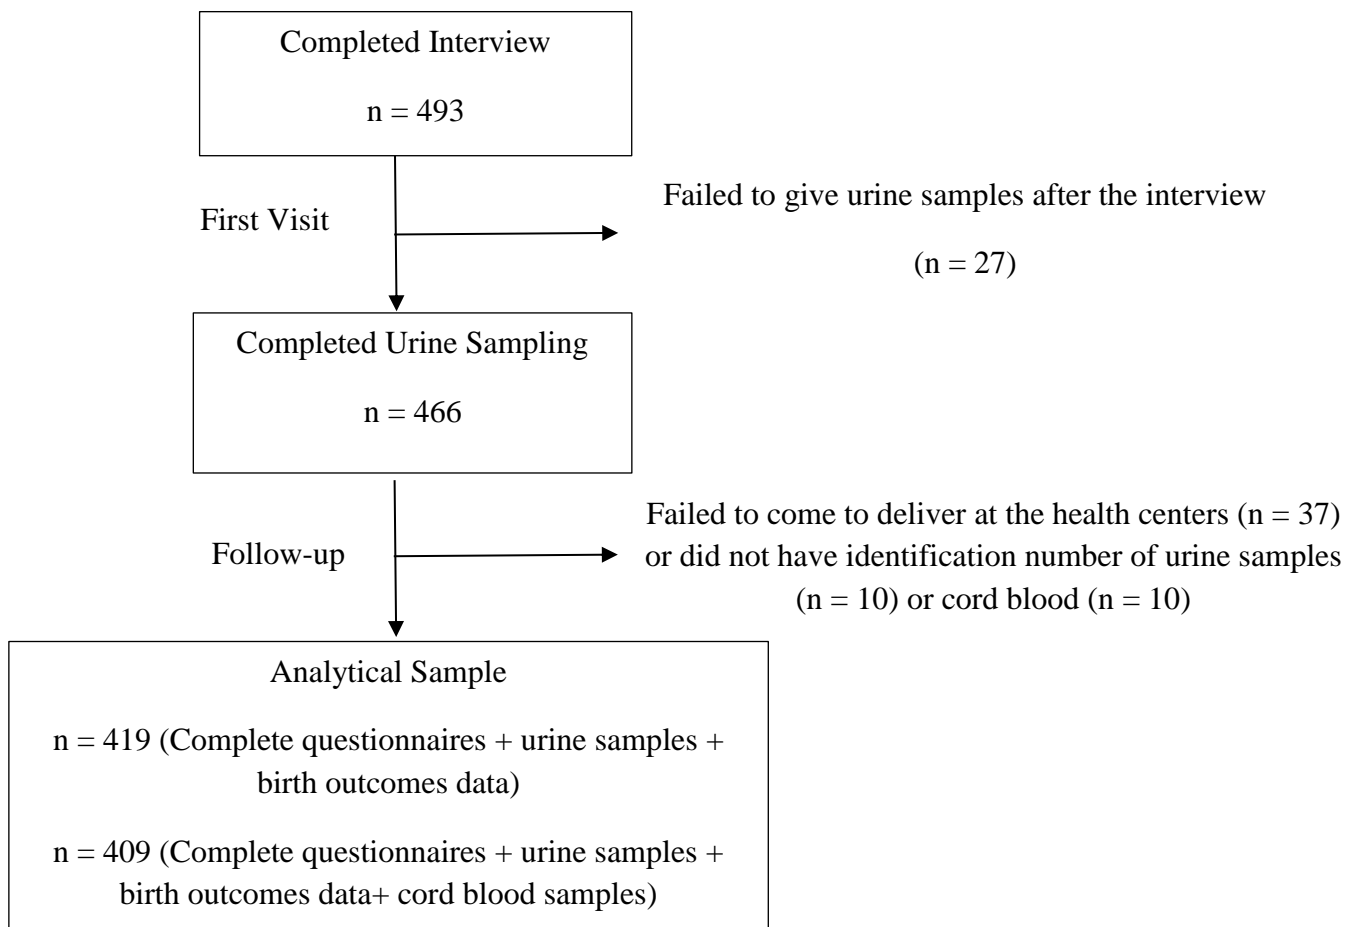 Completed Interview
n = 493
First Visit
Failed to give urine samples after the interview
(n = 27)
Completed Urine Sampling
n = 466
Follow-up
Failed to come to deliver at the health centers (n = 37)
or did not have identification number of urine samples
(n = 10) or cord blood (n = 10)
Analytical Sample
n = 419 (Complete questionnaires + urine samples +
birth outcomes data)
n = 409 (Complete questionnaires + urine samples +
birth outcomes data+ cord blood samples)